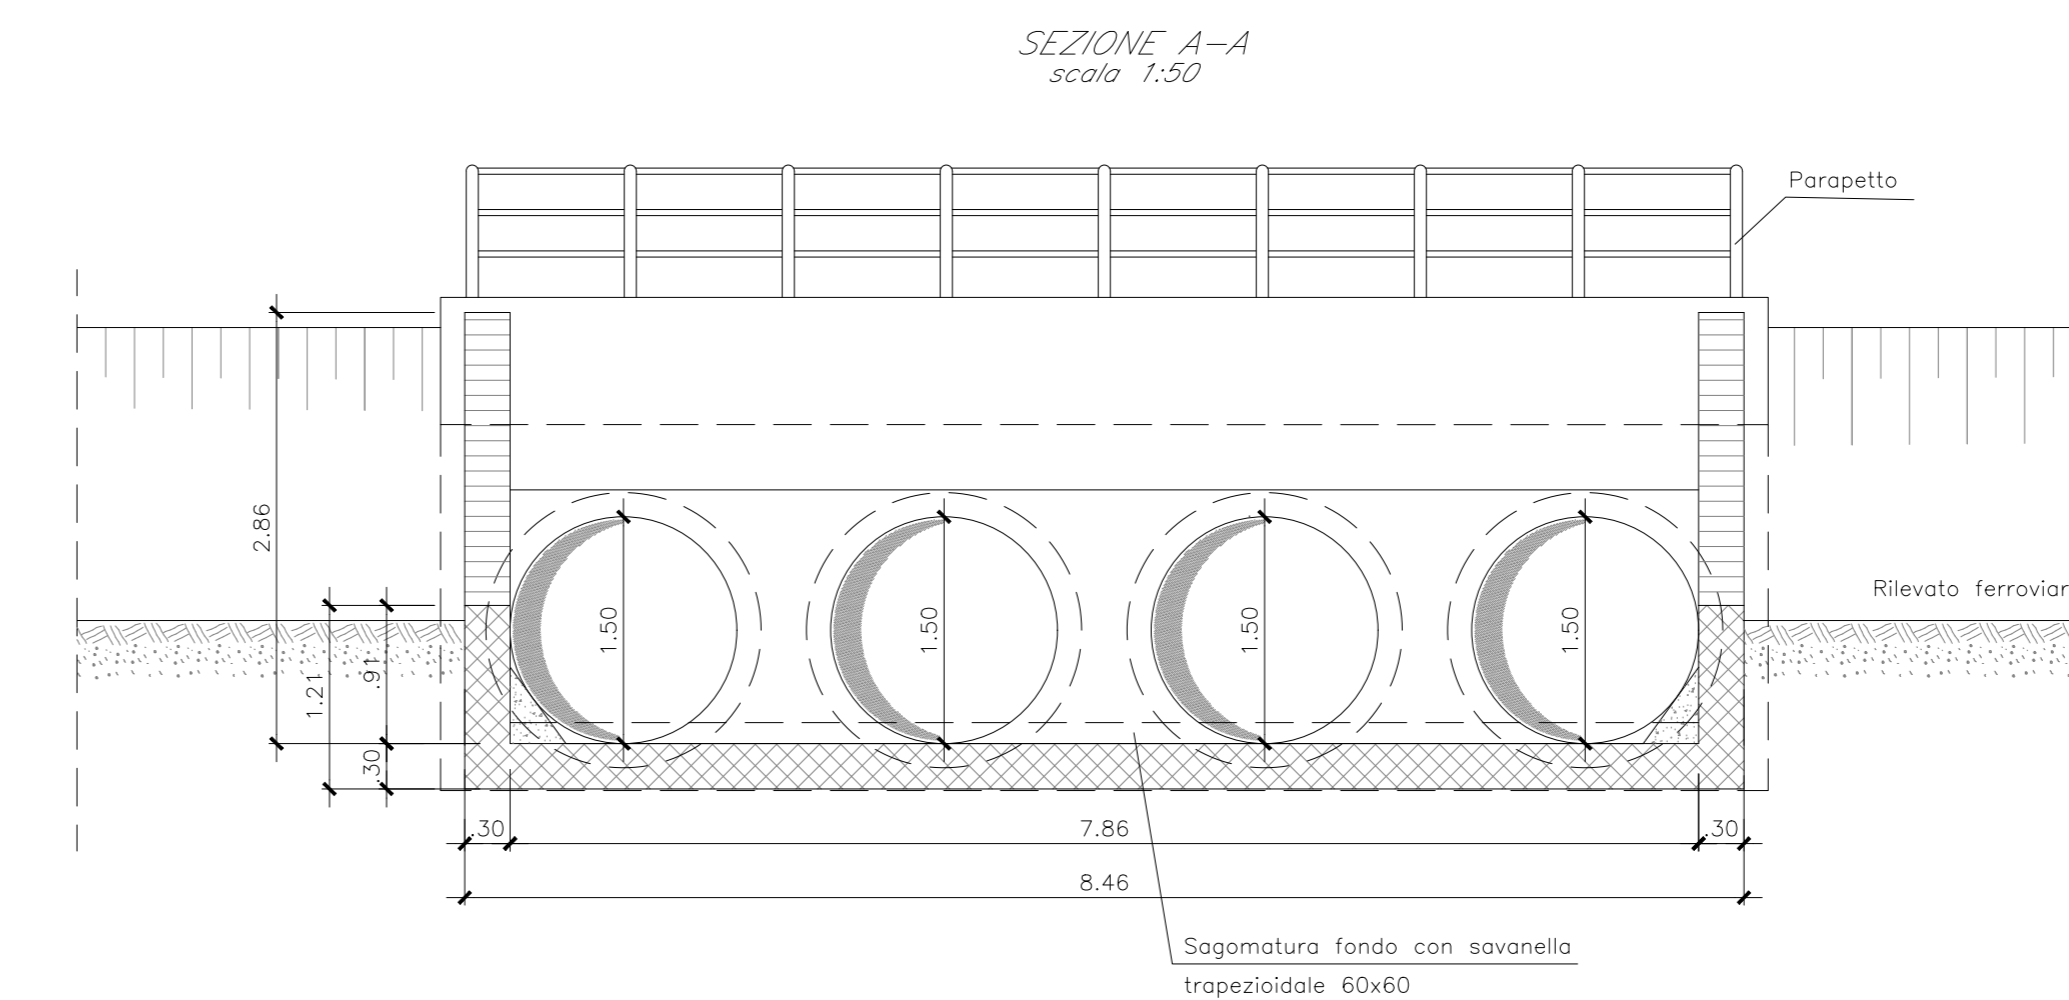 SEZIONE A-A
scala 1:50
Parapetto
2.86
Rilevato ferroviar
1.50
1.50
1.50
1.50
1.21
.91
.30
.30
7.86
.30
8.46
Sagomatura fondo con savanella
trapezioidale 60x60